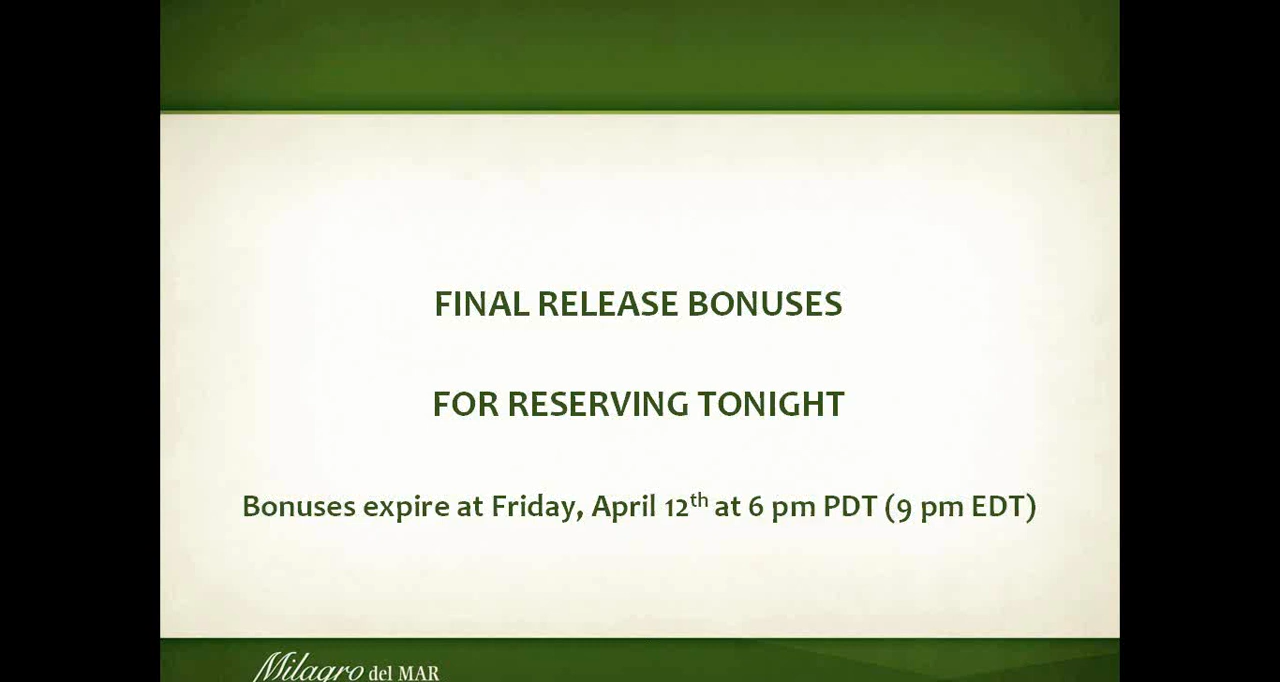 FINAL RELEASE BONUSES
FOR RESERVING TONIGHT
Bonuses expire at Friday, April 12th at 6 pm PDT (9 pm EDT)
Milagro del MAR